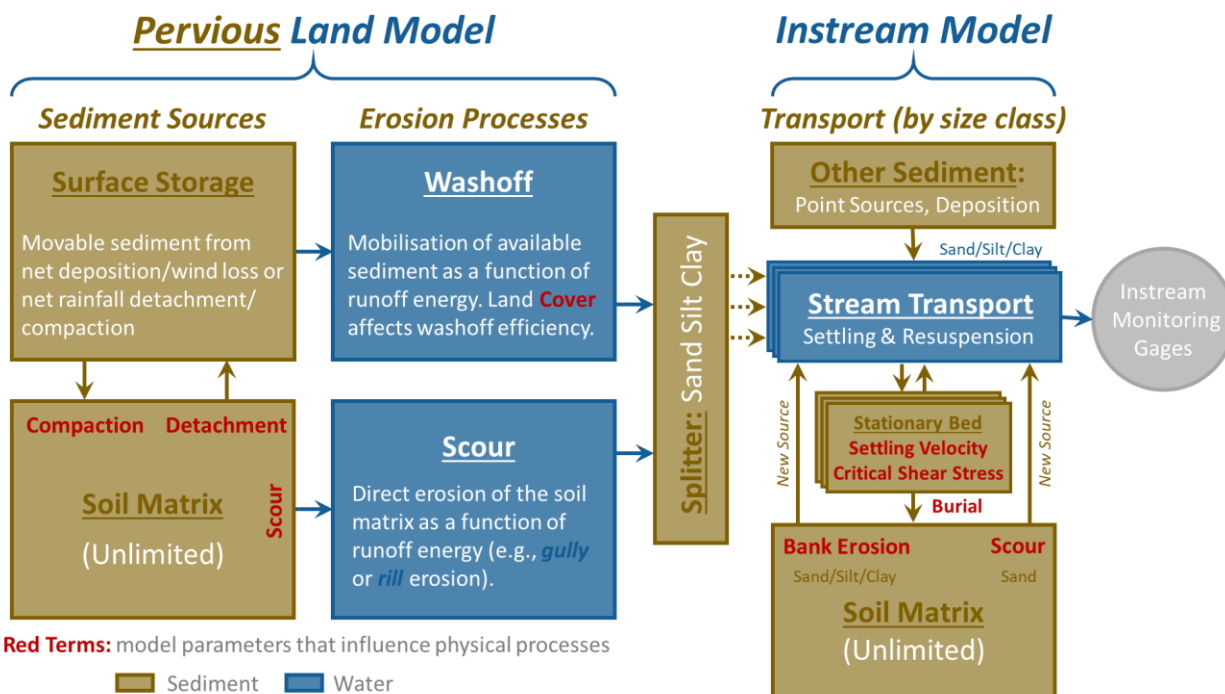 Pervious Land Model
Instream Model
Sediment Sources
Erosion Processes
Transport (by size class)
Surface Storage
Movable sediment from
net deposition/wind loss or
net rainfall detachment/
compaction
Washoff
Mobilisation of available
sediment as a function of
runoff energy. Land Cover
affects washoff efficiency.
Compaction
Detachment
Scour
Soil Matrix
(Unlimited)
Scour
Direct erosion of the soil
matrix as a function of
runoff energy (e.g., gully
or rill erosion).
Splitter: Sand Silt Clay
Other Sediment:
Point Sources, Deposition
Sand/Silt/Clay
Stream Transport
Settling & Resuspension
Instream
Monitoring
Gages
New Source
Stationary Bed
Settling Velocity
Critical Shear Stress
New Source
Burial
Bank Erosion
Sand/Silt/Clay
Scour
Sand
Soil Matrix
(Unlimited)
Red Terms: model parameters that influence physical processes
Sediment
Water